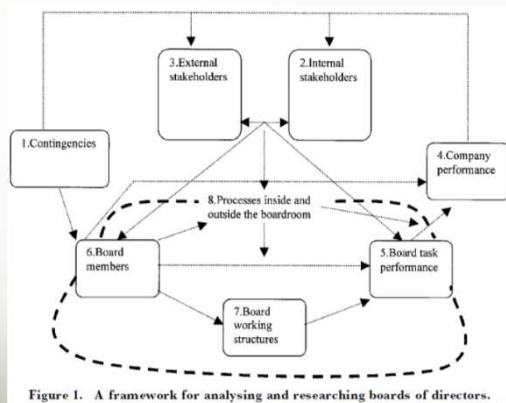 3.External
stakeholders
2.Internal
stakeholders
1.Contingencies
4.Company
performance
8.Processes inside and
outside the boardroom
6.Board
members
5.Board task
performance
7.Board
working
structures
Figure 1. A framework for analysing and researching boards of directors.